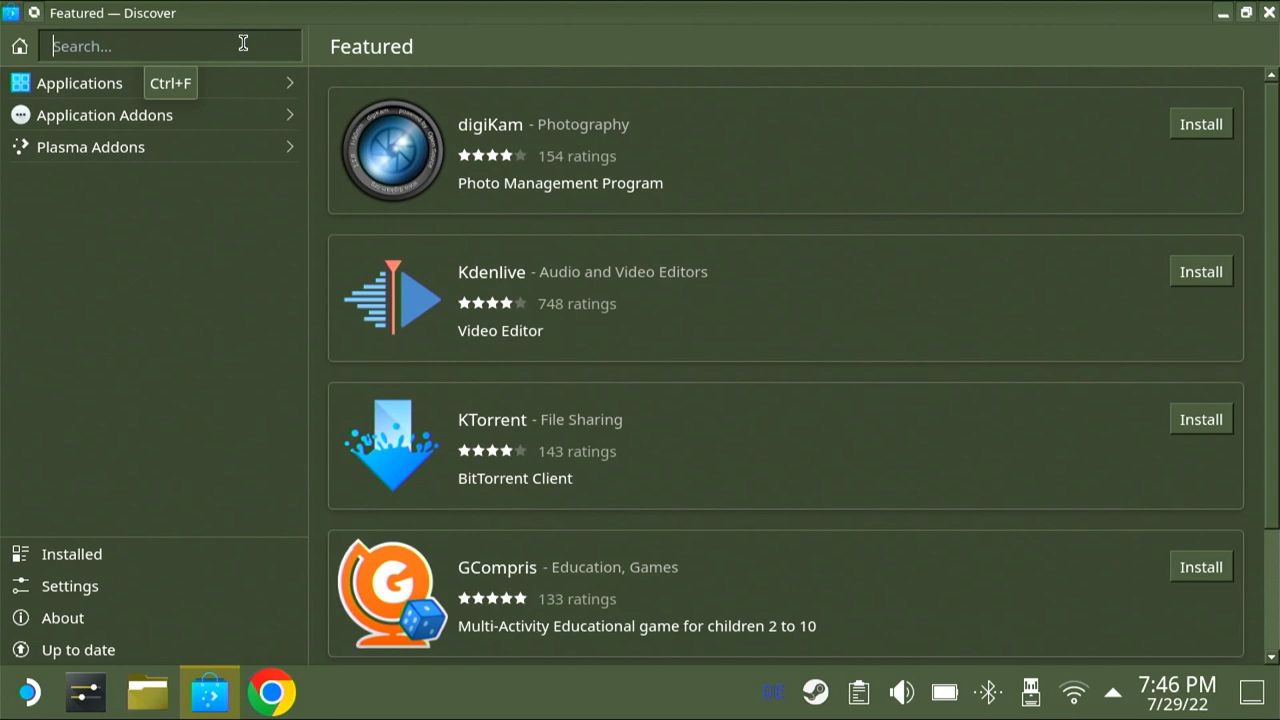 Featured — Discover
Search...
Featured
Applications
Ctrl+F
Application Addons
Plasma Addons
digiKam - Photography
154 ratings
Photo Management Program
Install
Kdenlive - Audio and Video Editors
748 ratings
Video Editor
Install
KTorrent - File Sharing
143 ratings
BitTorrent Client
Install
GCompris - Education, Games
133 ratings
Multi-Activity Educational game for children 2 to 10
Install
Installed
Settings
About
Up to date
DE
7:46 PM
7/29/22